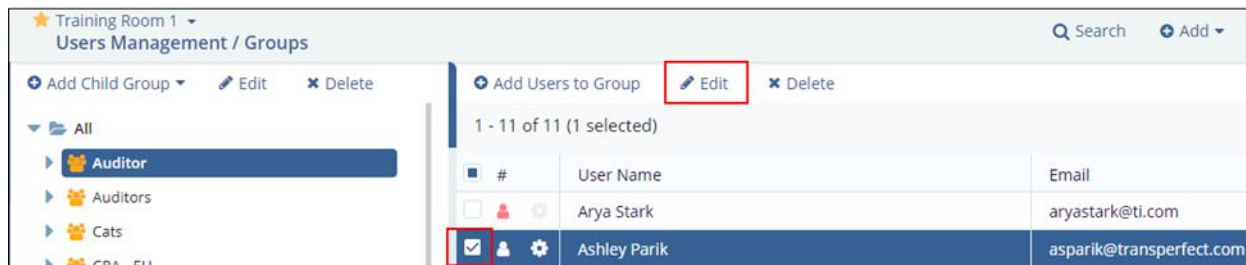 Training Room 1
Users Management / Groups
Search Add
Add Child Group Edit Delete
Add Users to Group Edit Delete
All
1 - 11 of 11 (1 selected)
Auditor
# User Name Email
Auditors
Arya Stark aryastark@ti.com
Cats
Ashley Parik asparik@transperfect.com